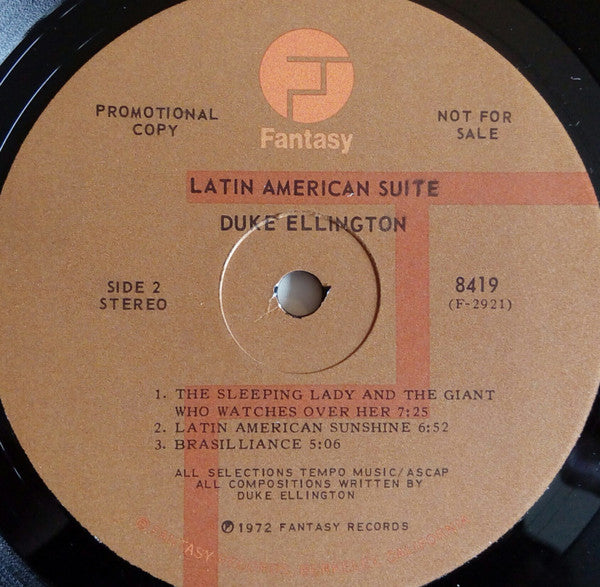 Fantasy
PROMOTIONAL
COPY
NOT FOR
SALE
LATIN AMERICAN SUITE
DUKE ELLINGTON
SIDE 2
STEREO
8419
(F-2921)
1. THE SLEEPING LADY AND THE GIANT
WHO WATCHES OVER HER 7:25
2. LATIN AMERICAN SUNSHINE 6:52
3. BRASILLIANCE 5:06
ALL SELECTIONS TEMPO MUSIC/ASCAP
ALL COMPOSITIONS WRITTEN BY
DUKE ELLINGTON
℗1972 FANTASY RECORDS
FANTASY